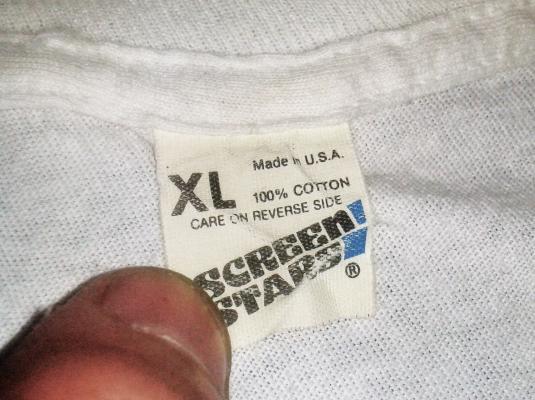 Made in U.S.A.
XL
100% COTTON
CARE ON REVERSE SIDE
SCREEN
STARS!®